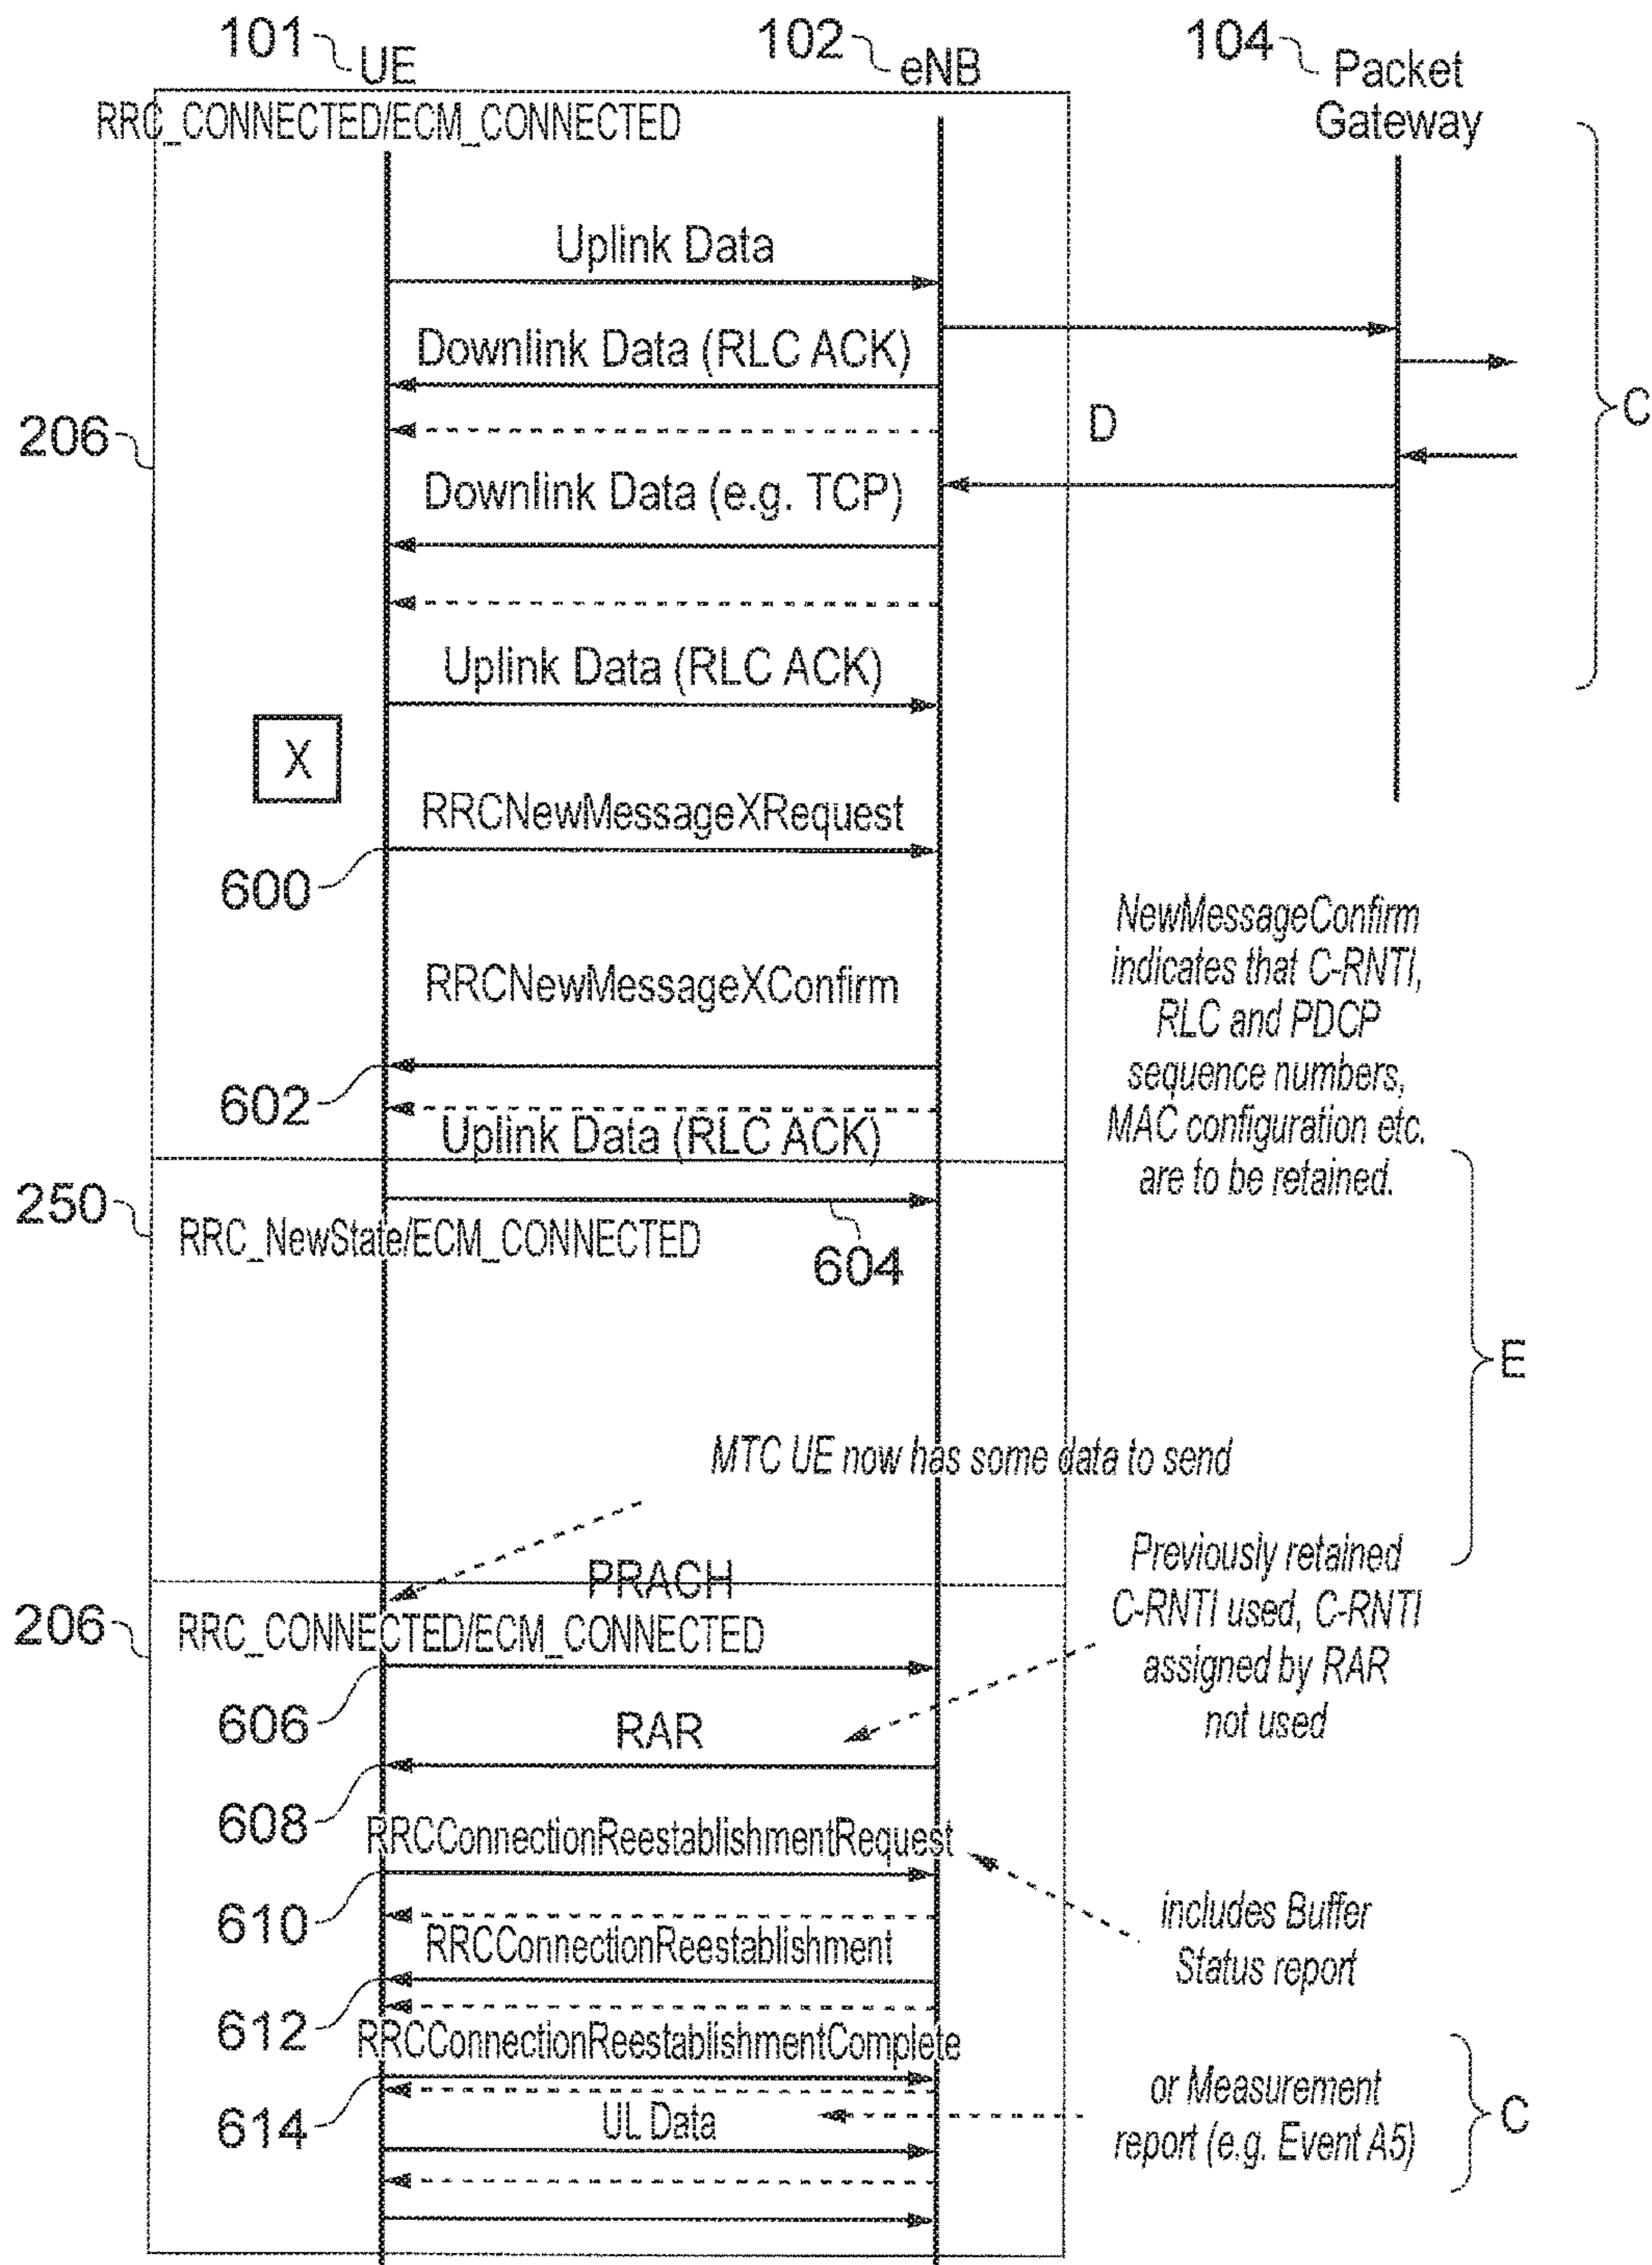 101
UE
102
eNB
104
Packet
Gateway
RRC_CONNECTED/ECM_CONNECTED
Uplink Data
Downlink Data (RLC ACK)
C
206
D
Downlink Data (e.g. TCP)
Uplink Data (RLC ACK)
X
RRCNewMessageXRequest
600
NewMessageConfirm
indicates that C-RNTI,
RLC and PDCP
sequence numbers,
MAC configuration etc.
are to be retained.
RRCNewMessageXConfirm
602
Uplink Data (RLC ACK)
250
RRC_NewState/ECM_CONNECTED
604
E
MTC UE now has some data to send
PRACH
206
RRC_CONNECTED/ECM_CONNECTED
Previously retained
C-RNTI used, C-RNTI
assigned by RAR
not used
606
RAR
608
RRCConnectionReestablishmentRequest
610
includes Buffer
Status report
RRCConnectionReestablishment
612
RRCConnectionReestablishmentComplete
614
UL Data
or Measurement
report (e.g. Event A5)
C